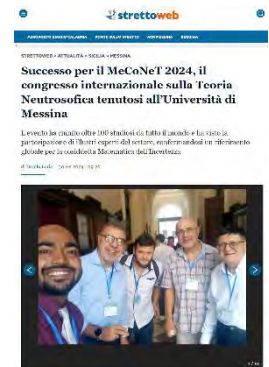 strettoweb
STRETTOWEB » ATTUALITÀ » SICILIA » MESSINA
Successo per il MeCoNeT 2024, il
congresso internazionale sulla Teoria
Neutrosofica tenutosi all'Università di
Messina
L'evento ha riunito oltre 100 studiosi da tutto il mondo e ha visto la
partecipazione di illustri esperti del settore, confermandosi un riferimento
globale per la cosiddetta Matematica dell'Incertezza